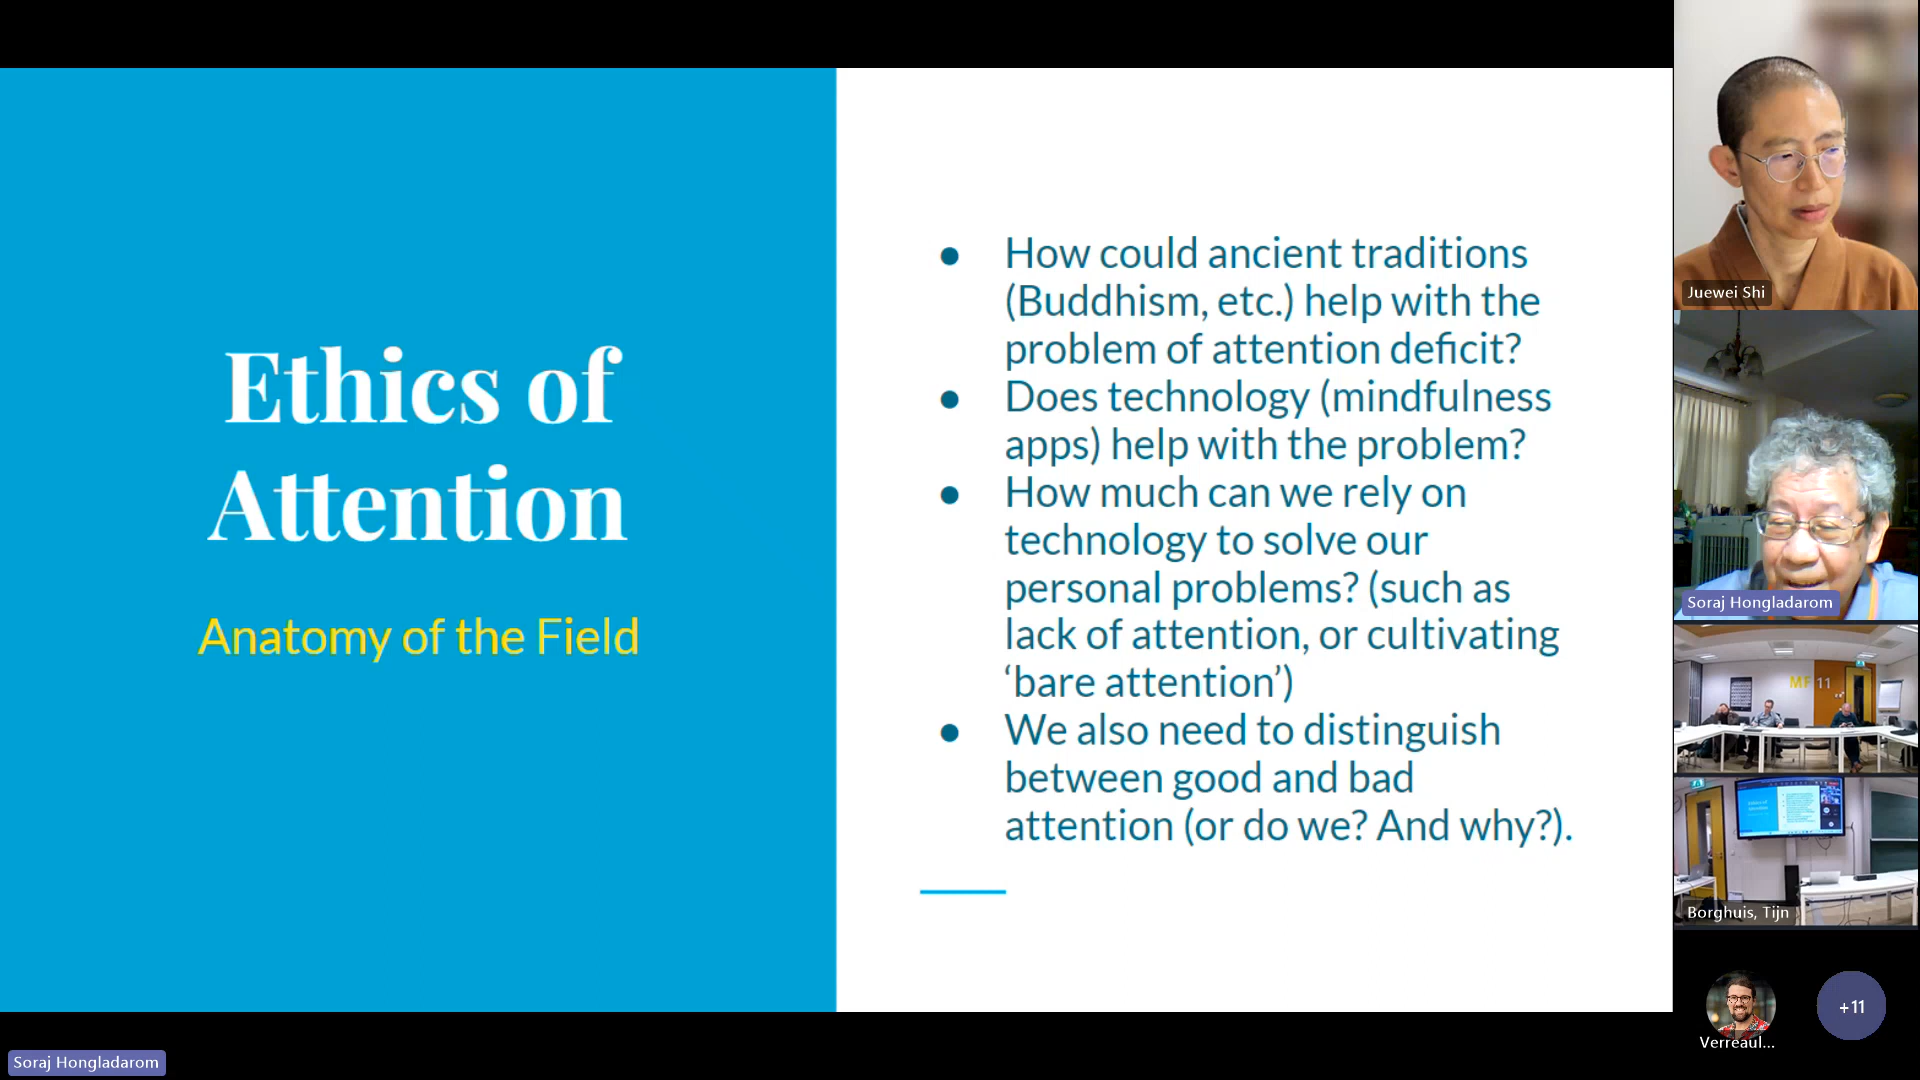 Ethics of
Attention
Anatomy of the Field
● How could ancient traditions
(Buddhism, etc.) help with the
problem of attention deficit?
● Does technology (mindfulness
apps) help with the problem?
● How much can we rely on
technology to solve our
personal problems? (such as
lack of attention, or cultivating
‘bare attention’)
● We also need to distinguish
between good and bad
attention (or do we? And why?).
Juewei Shi
Soraj Hongladarom
MF 11
Borghuis, Tijn
Verreaul...
+11
Soraj Hongladarom